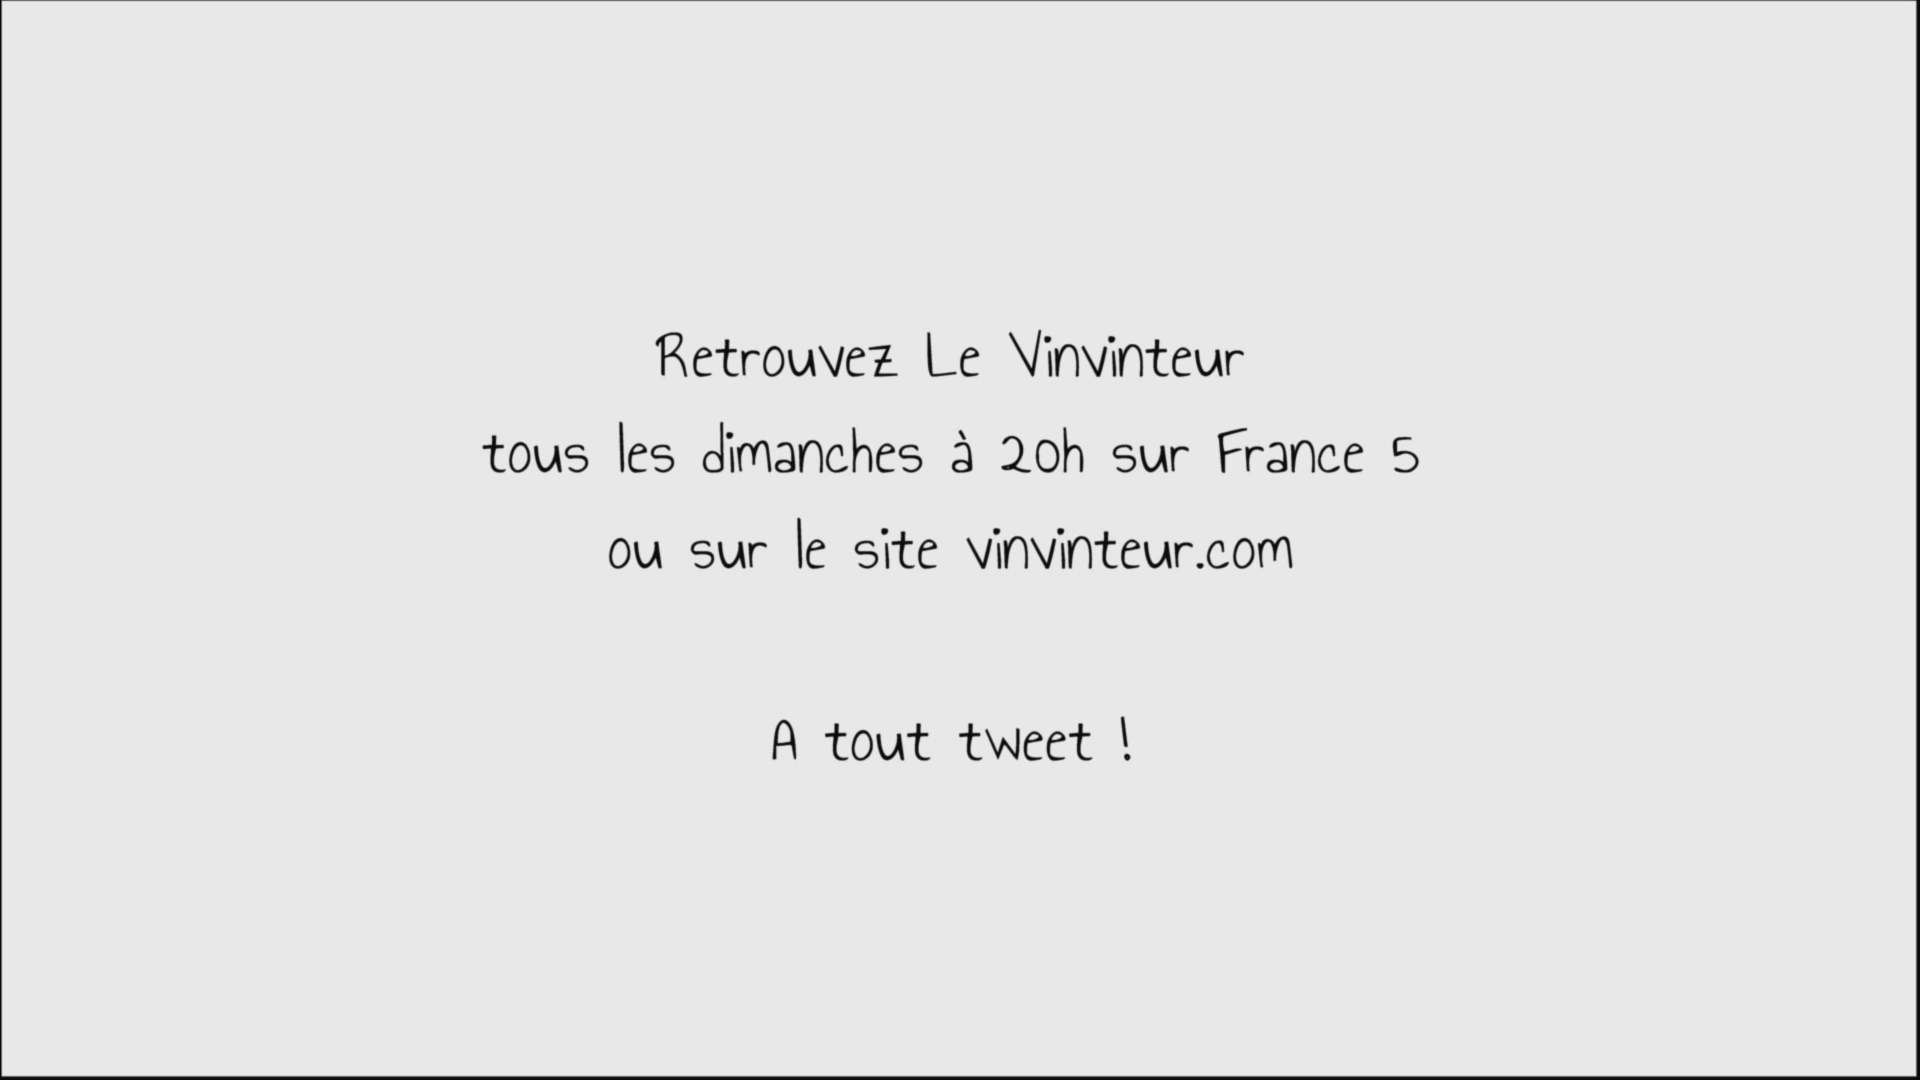 Retrouvez Le Vinvinteur
tous les dimanches à 20h sur France 5
ou sur le site vinvinteur.com
A tout tweet !